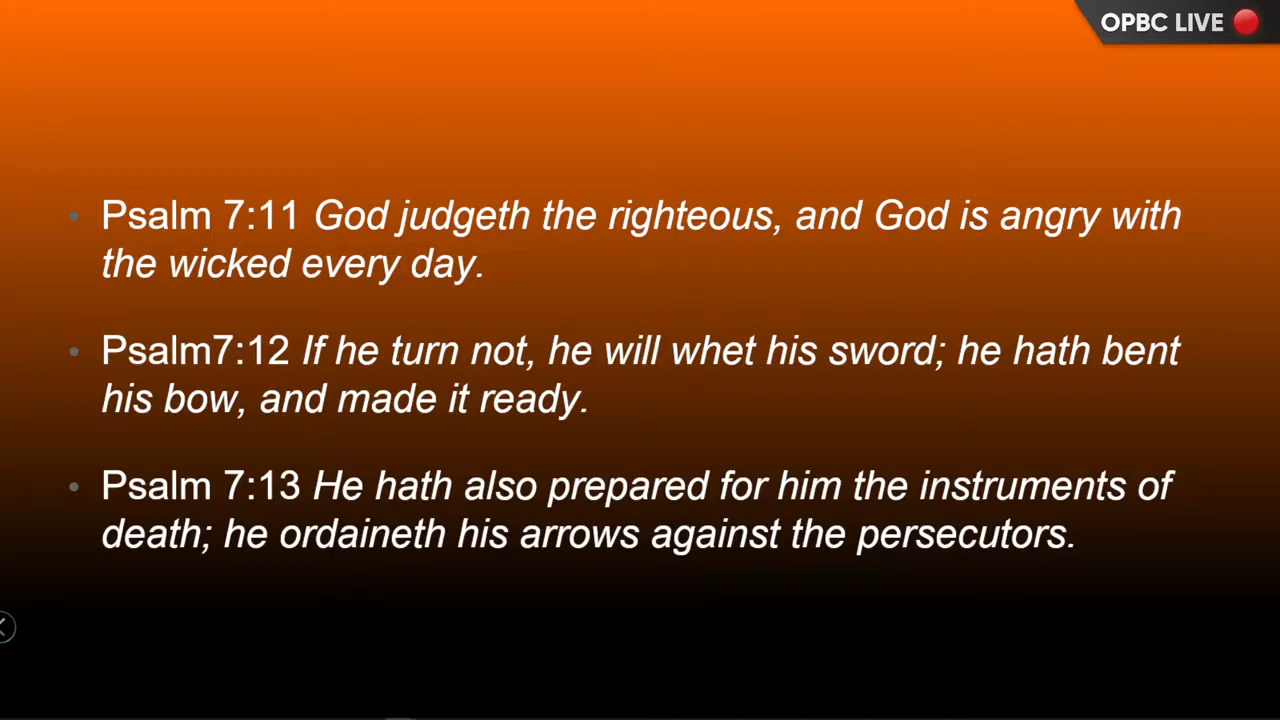 OPBC LIVE
• Psalm 7:11 God judgeth the righteous, and God is angry with
the wicked every day.
• Psalm7:12 If he turn not, he will whet his sword; he hath bent
his bow, and made it ready.
• Psalm 7:13 He hath also prepared for him the instruments of
death; he ordaineth his arrows against the persecutors.